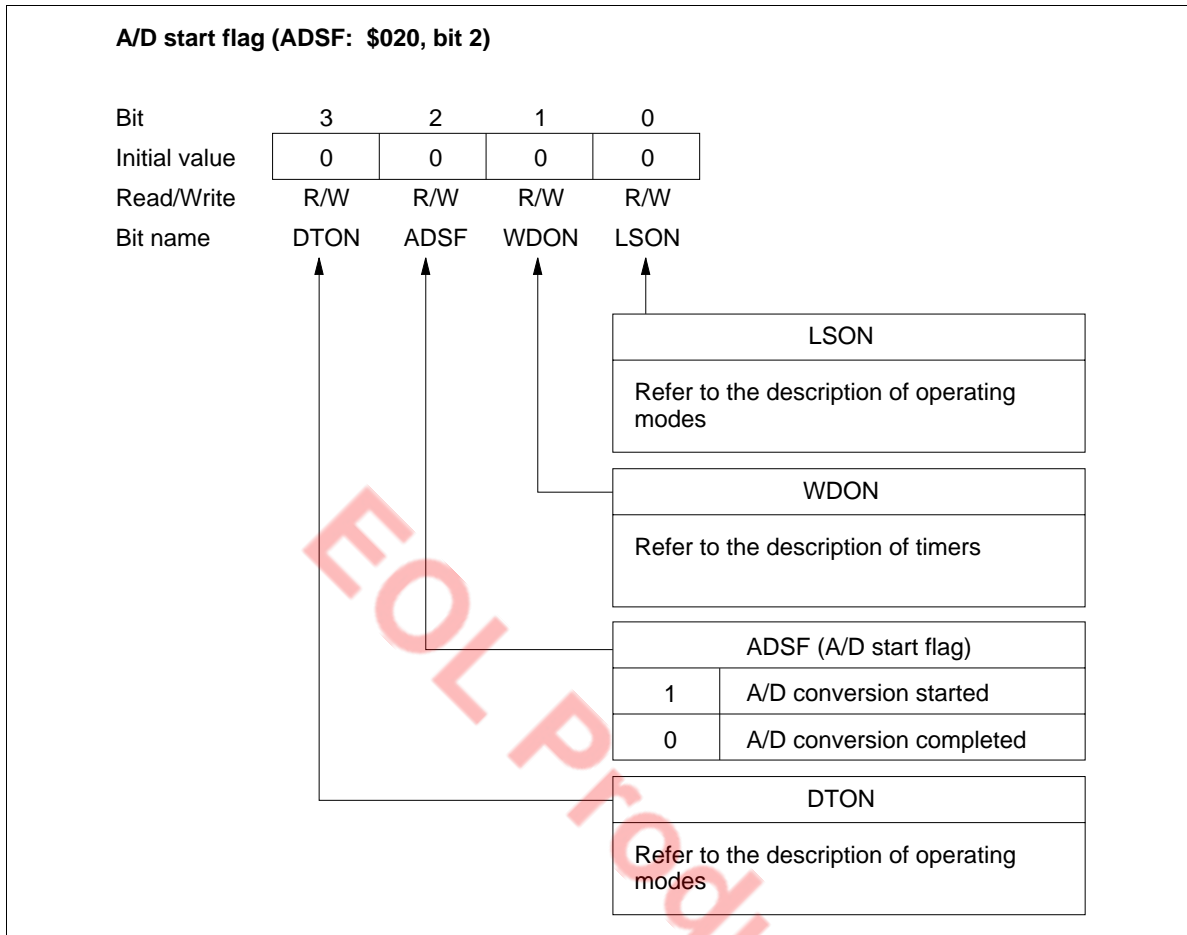 A/D start flag (ADSF: $020, bit 2)
Bit 3 2 1 0
Initial value 0 0 0 0
Read/Write R/W R/W R/W R/W
Bit name DTON ADSF WDON LSON
LSON
Refer to the description of operating
modes
WDON
Refer to the description of timers
ADSF (A/D start flag)
1 A/D conversion started
0 A/D conversion completed
DTON
Refer to the description of operating
modes
EOL